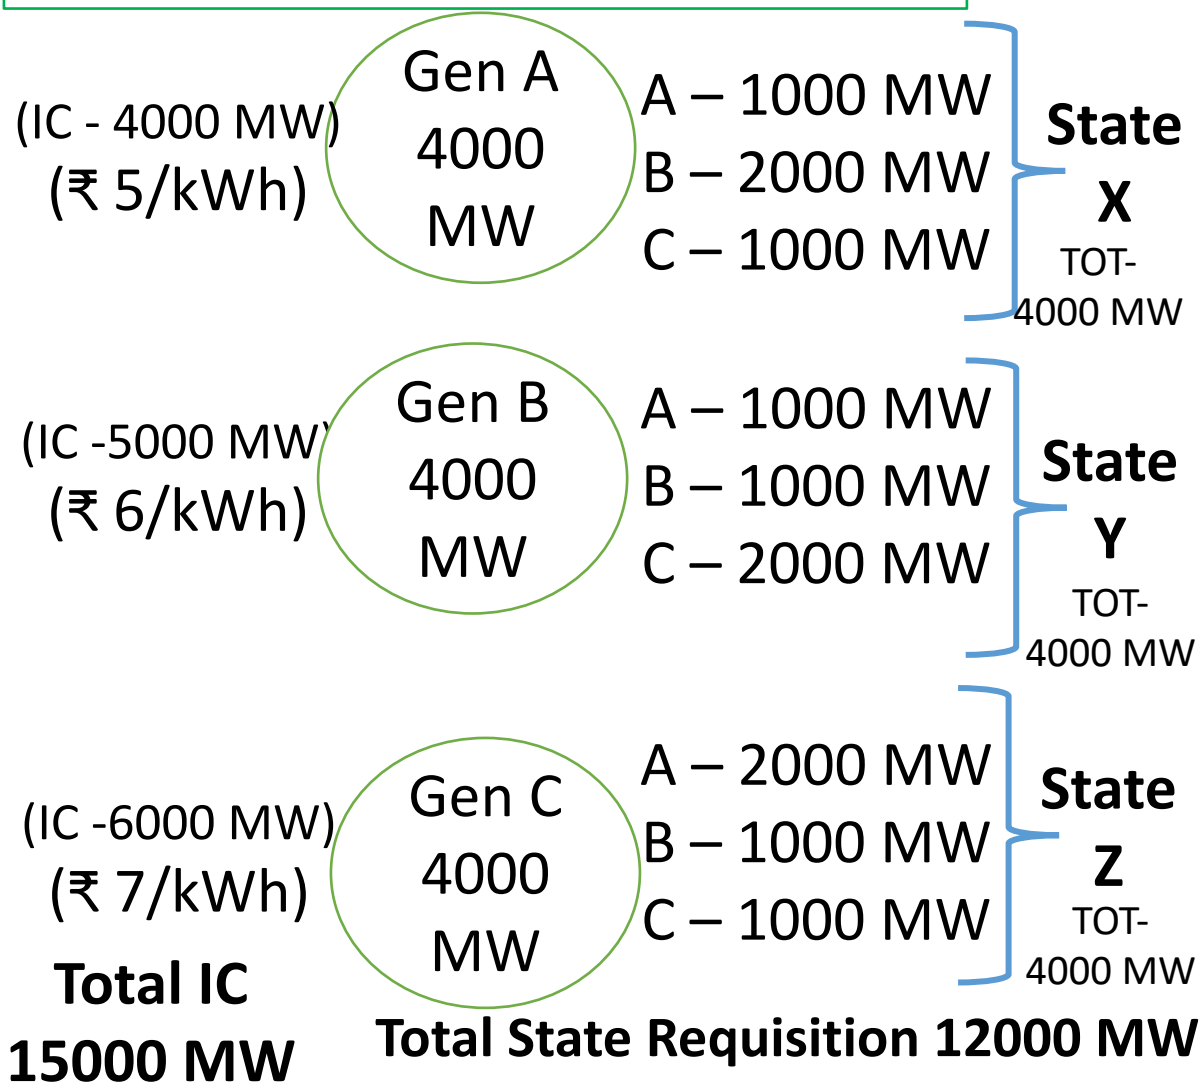 (IC - 4000 MW)
(₹ 5/kWh)
Gen A
4000
MW
A – 1000 MW
B – 2000 MW
C – 1000 MW
State
X
TOT-
4000 MW
(IC -5000 MW)
(₹ 6/kWh)
Gen B
4000
MW
A – 1000 MW
B – 1000 MW
C – 2000 MW
State
Y
TOT-
4000 MW
(IC -6000 MW)
(₹ 7/kWh)
Gen C
4000
MW
A – 2000 MW
B – 1000 MW
C – 1000 MW
State
Z
TOT-
4000 MW
Total IC
15000 MW
Total State Requisition 12000 MW